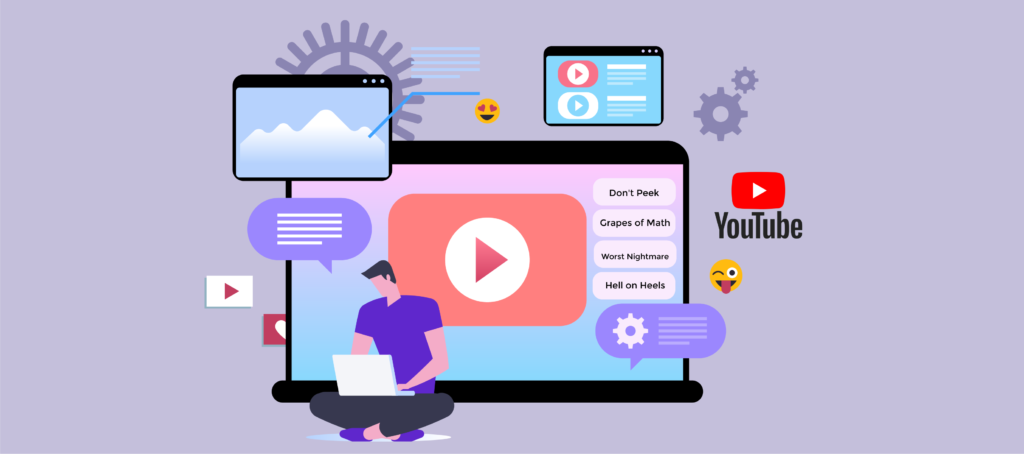 Don't Peek
Grapes of Math
Worst Nightmare
Hell on Heels
YouTube